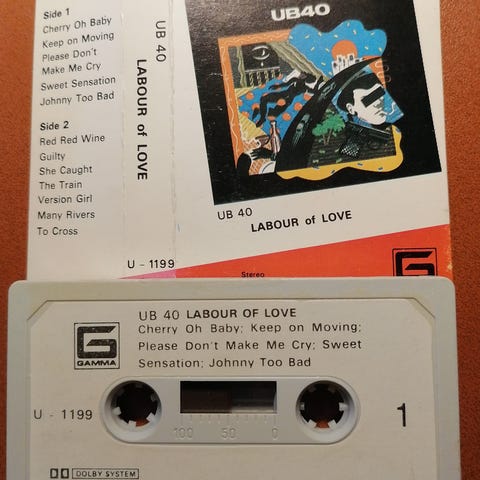 Side 1
Cherry Oh Baby
Keep on Moving
Please Don't
Make Me Cry
Sweet Sensation
Johnny Too Bad
Side 2
Red Red Wine
Guilty
She Caught
The Train
Version Girl
Many Rivers
To Cross
UB 40
LABOUR of LOVE
U - 1199
UB40
UB 40
LABOUR of LOVE
Stereo
G
UB 40 LABOUR OF LOVE
Cherry Oh Baby; Keep on Moving;
Please Don't Make Me Cry; Sweet
Sensation; Johnny Too Bad
G
GAMMA
U - 1199
1
100 50 0
DOLBY SYSTEM